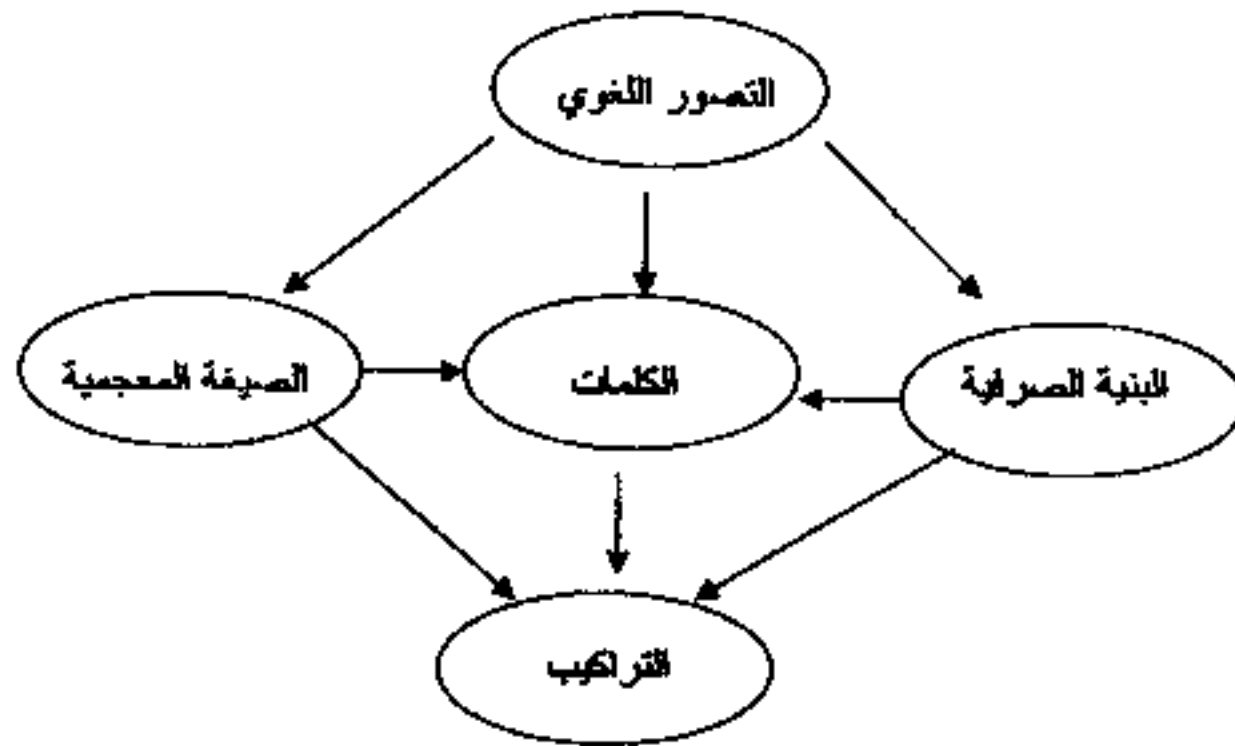 التصور اللغوي
البنية الصرفية
الكلمات
الصيغة المعجمية
التراكيب